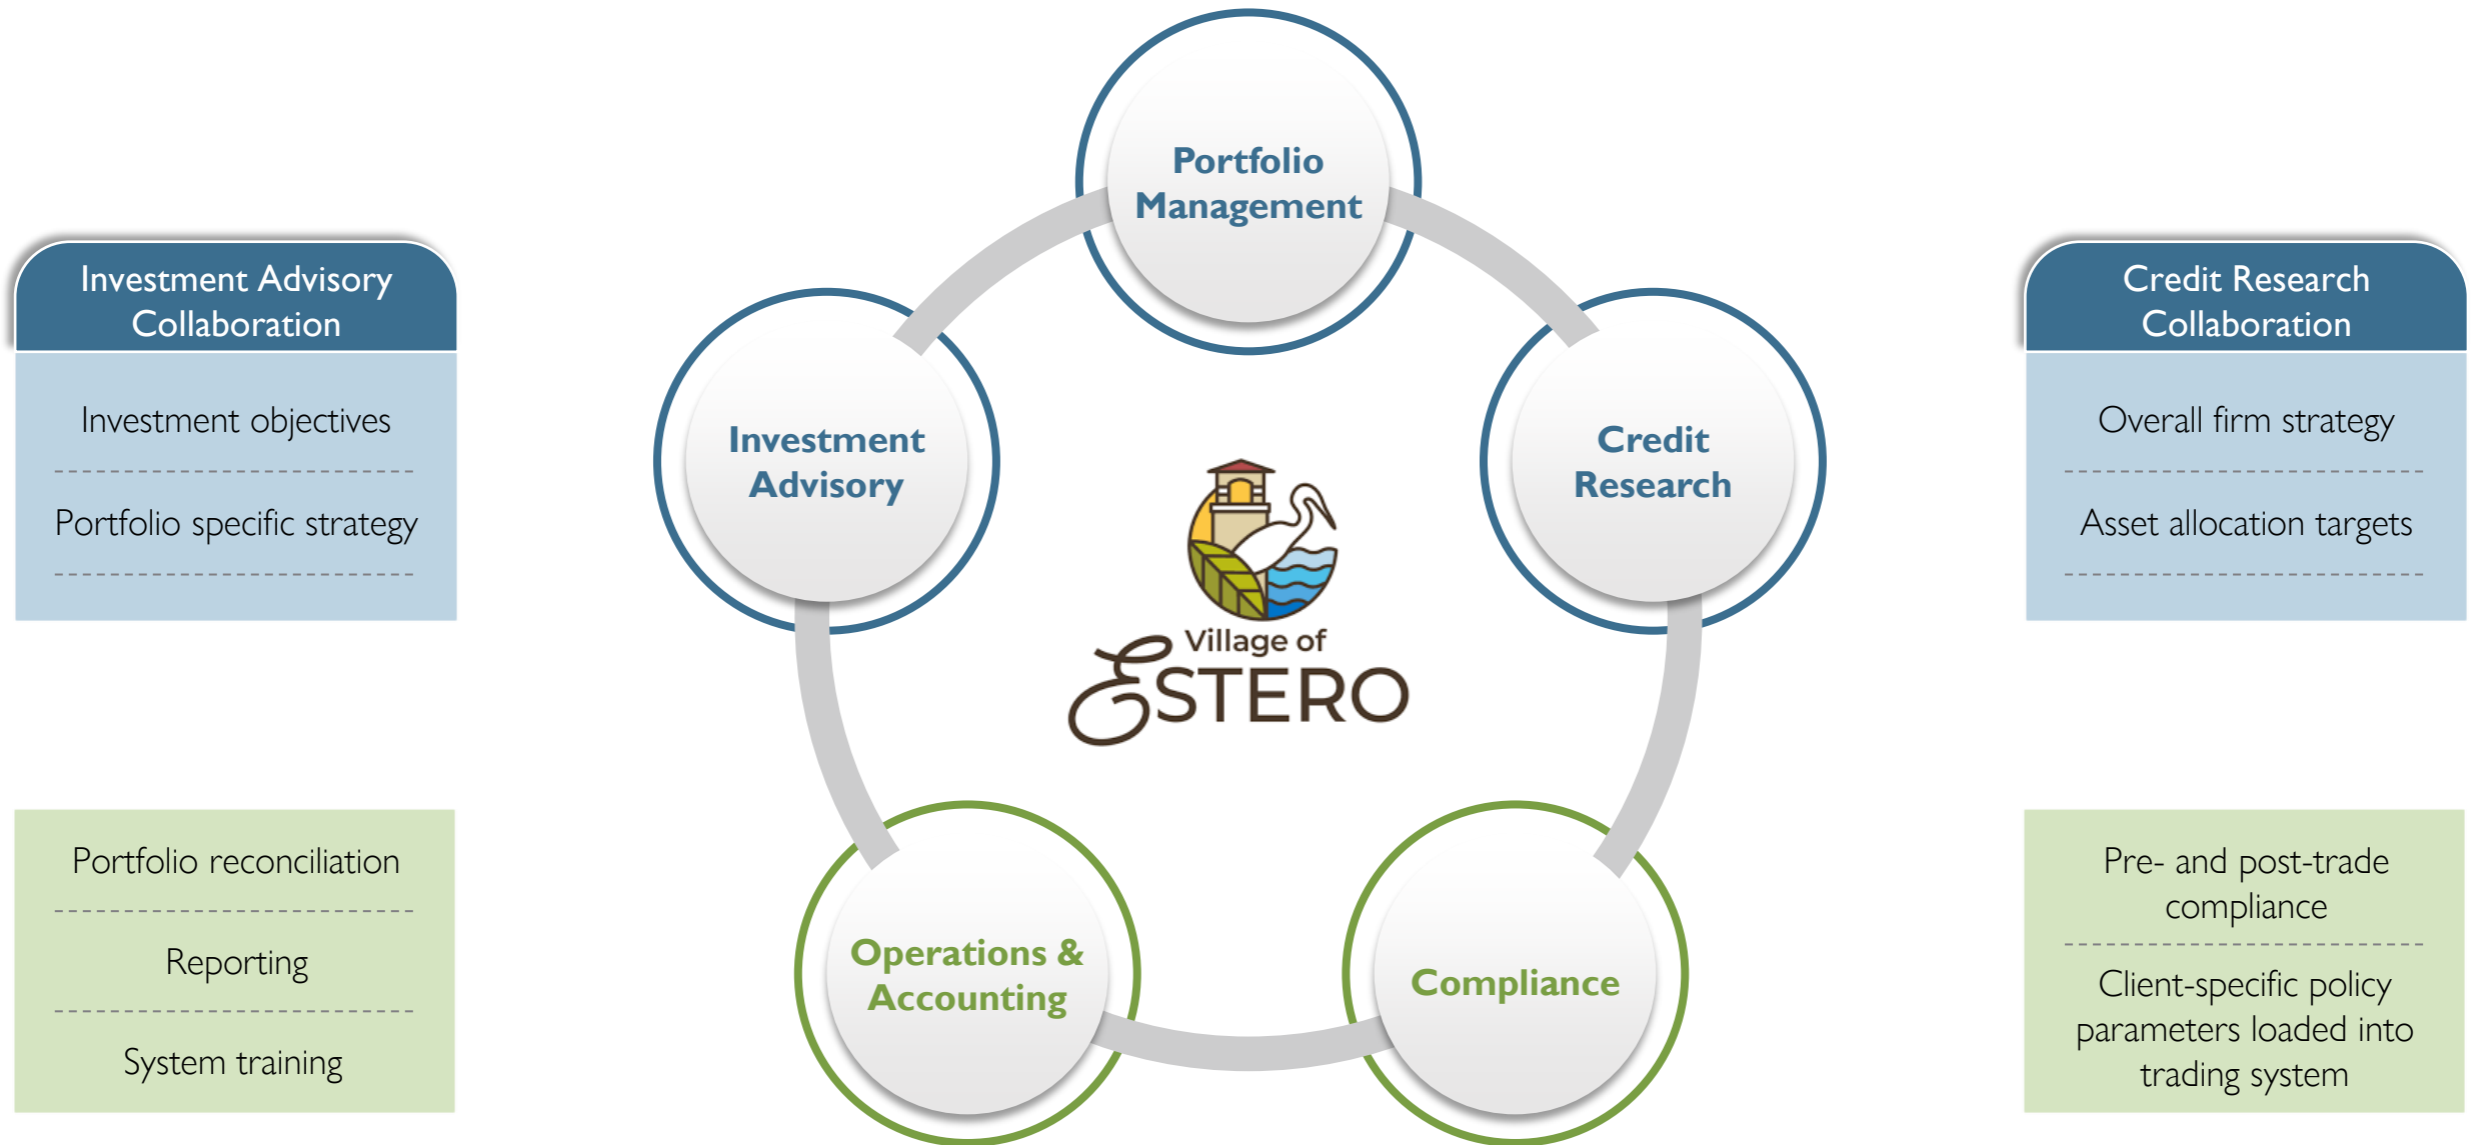 Portfolio
Management
Investment Advisory
Collaboration
Investment objectives
Portfolio specific strategy
Investment
Advisory
Credit
Research
Credit Research
Collaboration
Overall firm strategy
Asset allocation targets
Village of
ESTERO
Portfolio reconciliation
Reporting
System training
Operations &
Accounting
Compliance
Pre- and post-trade
compliance
Client-specific policy
parameters loaded into
trading system